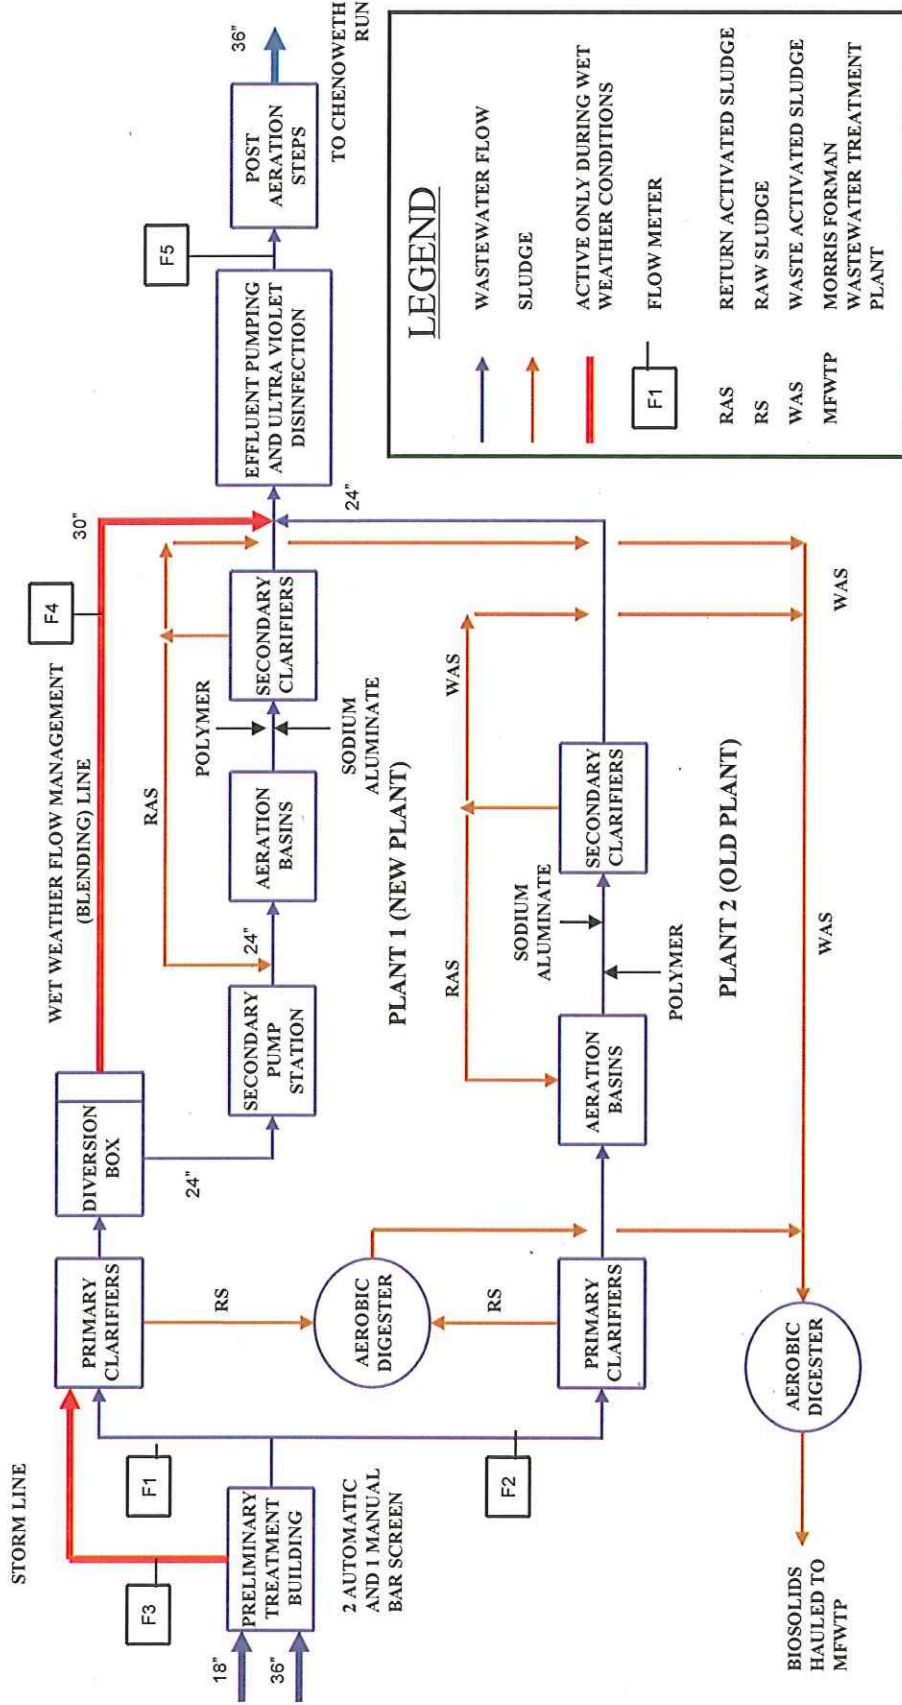 STORM LINE
F3
18"
36"
PRELIMINARY
TREATMENT
BUILDING
2 AUTOMATIC
AND 1 MANUAL
BAR SCREEN
F1
F2
PRIMARY
CLARIFIERS
RS
AEROBIC
DIGESTER
RS
PRIMARY
CLARIFIERS
DIVERSION
BOX
24"
WET WEATHER FLOW MANAGEMENT
(BLENDING) LINE
F4
30"
SECONDARY
PUMP
STATION
24"
RAS
AERATION
BASINS
POLYMER
SODIUM
ALUMINATE
SECONDARY
CLARIFIERS
PLANT 1 (NEW PLANT)
EFFLUENT PUMPING
AND ULTRA VIOLET
DISINFECTION
F5
POST
AERATION
STEPS
36"
TO CHENOWETH
RUN
AERATION
BASINS
RAS
SODIUM
ALUMINATE
POLYMER
SECONDARY
CLARIFIERS
WAS
24"
PLANT 2 (OLD PLANT)
WAS
WAS
AEROBIC
DIGESTER
BIOSOLIDS
HAULED TO
MFWTP
LEGEND
WASTEWATER FLOW
SLUDGE
ACTIVE ONLY DURING WET
WEATHER CONDITIONS
F1 FLOW METER
RAS RETURN ACTIVATED SLUDGE
RS RAW SLUDGE
WAS WASTE ACTIVATED SLUDGE
MFWTP MORRIS FORMAN
WASTEWATER TREATMENT
PLANT